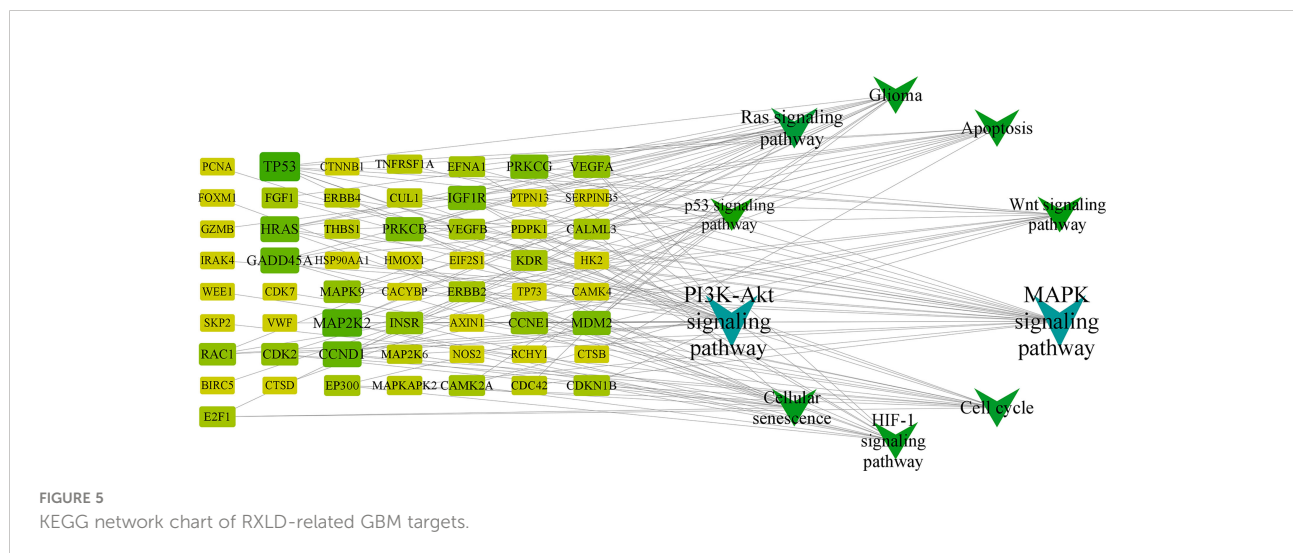 Glioma
Ras signaling
pathway
Apoptosis
PCNA TP53 CTNNB1 TNFRSF1A EFNA1 PRKCG VEGFA
FOXM1 FGF1 ERBB4 CUL1 IGF1R PTPN13 SERPINB5
p53 signaling
pathway
Wnt signaling
pathway
GZMB HRAS THBS1 PRKCB VEGFB PDPK1 CALML3
IRAK4 GADD45A HSP90AA1 HMOX1 EIF2S1 KDR HK2
WEE1 CDK7 MAPK9 CACYBP ERBB2 TP73 CAMK4
PI3K-Akt
signaling
pathway
MAPK
signaling
pathway
SKP2 VWF MAP2K2 INSR AXIN1 CCNE1 MDM2
RAC1 CDK2 CCND1 MAP2K6 NOS2 RCHY1 CTSB
BIRC5 CTSD EP300 MAPKAPK2 CAMK2A CDC42 CDKN1B
E2F1
Cellular
senescence
HIF-1
signaling
pathway
Cell cycle
FIGURE 5
KEGG network chart of RXLD-related GBM targets.